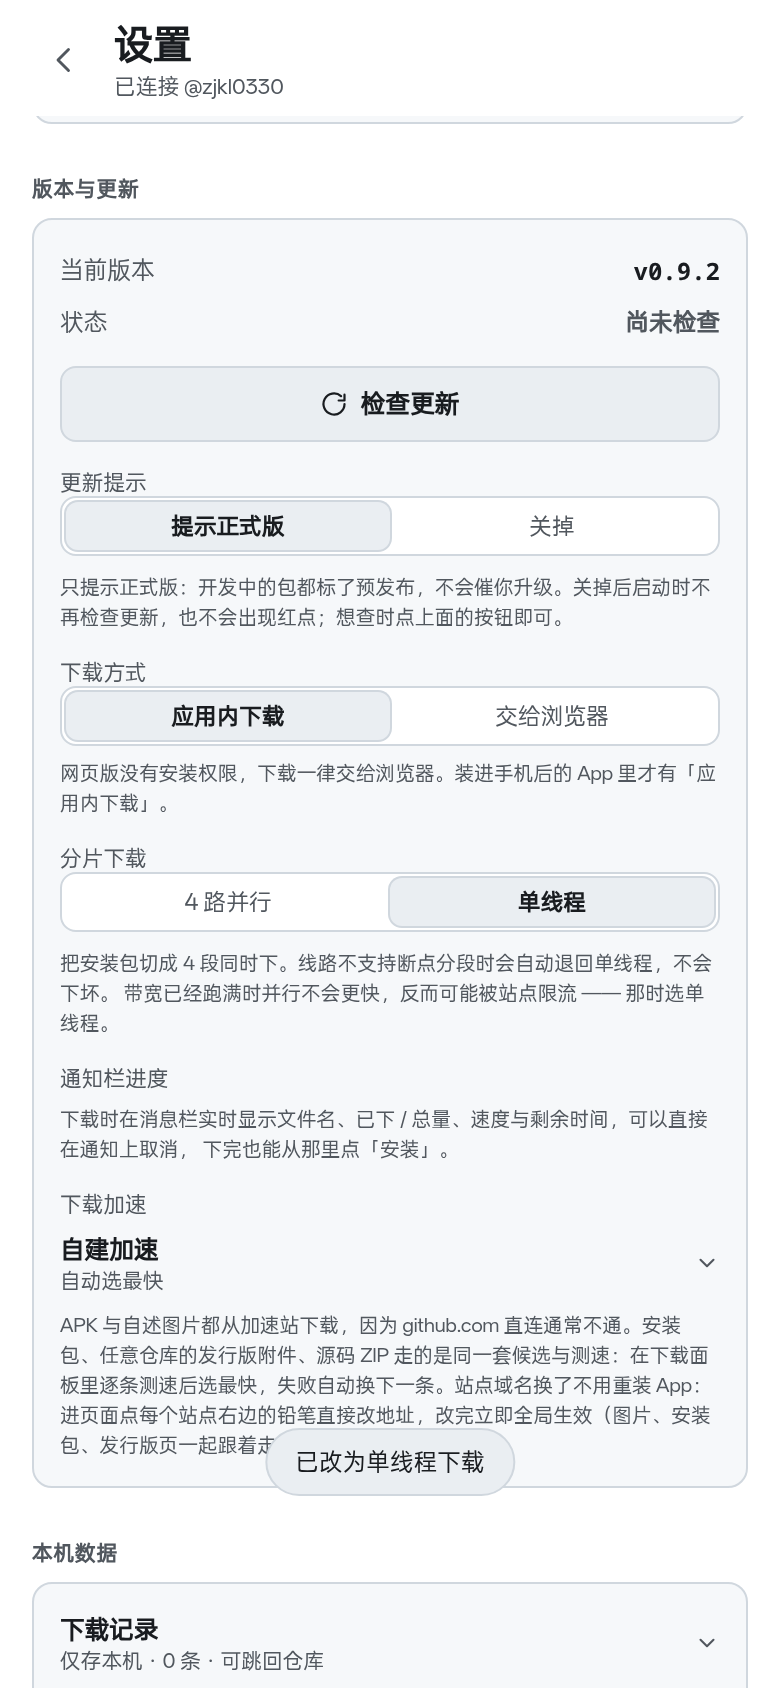 设置
已连接 @zjkl0330
版本与更新
当前版本
v0.9.2
状态
尚未检查
检查更新
更新提示
提示正式版
关掉
只提示正式版：开发中的包都标了预发布，不会催你升级。关掉后启动时不
再检查更新，也不会出现红点；想查时点上面的按钮即可。
下载方式
应用内下载
交给浏览器
网页版没有安装权限，下载一律交给浏览器。装进手机后的 App 里才有「应
用内下载」。
分片下载
4 路并行
单线程
把安装包切成 4 段同时下。线路不支持断点分段时会自动退回单线程，不会
下坏。 带宽已经跑满时并行不会更快，反而可能被站点限流 —— 那时选单
线程。
通知栏进度
下载时在消息栏实时显示文件名、已下 / 总量、速度与剩余时间，可以直接
在通知上取消， 下完也能从那里点「安装」。
下载加速
自建加速
自动选最快
APK 与自述图片都从加速站下载，因为 github.com 直连通常不通。安装
包、任意仓库的发行版附件、源码 ZIP 走的是同一套候选与测速：在下载面
板里逐条测速后选最快，失败自动换下一条。站点域名换了不用重装 App：
进页面点每个站点右边的铅笔直接改地址，改完立即全局生效（图片、安装
包、发行版页一起跟着走
已改为单线程下载
本机数据
下载记录
仅存本机 · 0 条 · 可跳回仓库